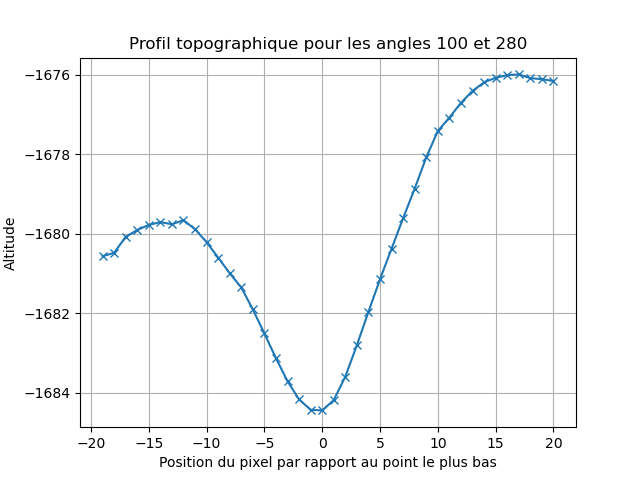 Profil topographique pour les angles 100 et 280
−1676
−1678
−1680
−1682
−1684
Altitude
−20 −15 −10 −5 0 5 10 15 20
Position du pixel par rapport au point le plus bas